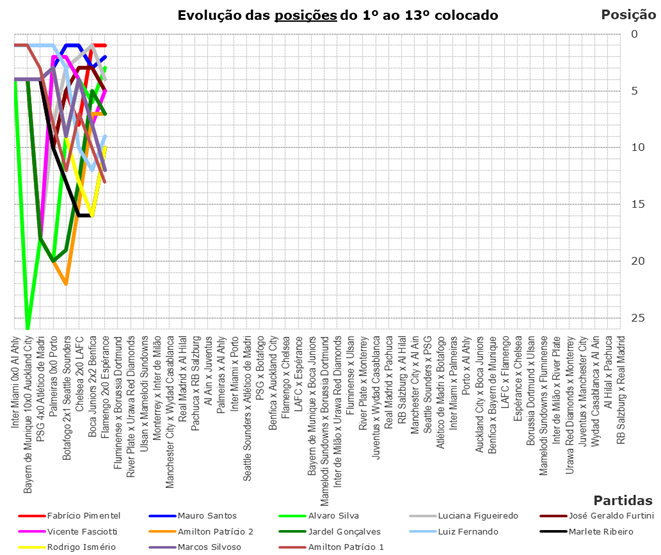 Evolução das posições do 1º ao 13º colocado
Posição
0
5
10
15
20
25
Inter Miami 0x0 Al Ahly
Bayern de Munique 10x0 Auckland City
PSG 4x0 Atlético de Madri
Palmeiras 0x0 Porto
Botafogo 2x1 Seattle Sounders
Chelsea 2x0 LAFC
Boca Juniors 2x2 Benfica
Flamengo 2x0 Espérance
Fluminense x Borussia Dortmund
River Plate x Urawa Red Diamonds
Ulsan x Mamelodi Sundowns
Monterrey x Inter de Milão
Manchester City x Wydad Casablanca
Real Madrid x Al Hilal
Pachuca x RB Salzburg
Al Ain x Juventus
Palmeiras x Al Ahly
Inter Miami x Porto
Seattle Sounders x Atlético de Madri
PSG x Botafogo
Benfica x Auckland City
Flamengo x Chelsea
LAFC x Espérance
Bayern de Munique x Boca Juniors
Mamelodi Sundowns x Borussia Dortmund
Inter de Milão x Urawa Red Diamonds
Fluminense x Ulsan
River Plate x Monterrey
Juventus x Wydad Casablanca
Real Madrid x Pachuca
RB Salzburg x Al Hilal
Manchester City x Al Ain
Seattle Sounders x PSG
Atlético de Madri x Botafogo
Inter Miami x Palmeiras
Porto x Al Ahly
Auckland City x Boca Juniors
Benfica x Bayern de Munique
LAFC x Flamengo
Espérance x Chelsea
Borussia Dortmund x Ulsan
Mamelodi Sundowns x Fluminense
Inter de Milão x River Plate
Urawa Red Diamonds x Monterrey
Juventus x Manchester City
Wydad Casablanca x Al Ain
Al Hilal x Pachuca
RB Salzburg x Real Madrid
Partidas
Fabrício Pimentel
Mauro Santos
Alvaro Silva
Luciana Figueiredo
José Geraldo Furtini
Vicente Fasciotti
Amilton Patrício 2
Jardel Gonçalves
Luiz Fernando
Marlete Ribeiro
Rodrigo Ismério
Marcos Silvoso
Amilton Patrício 1